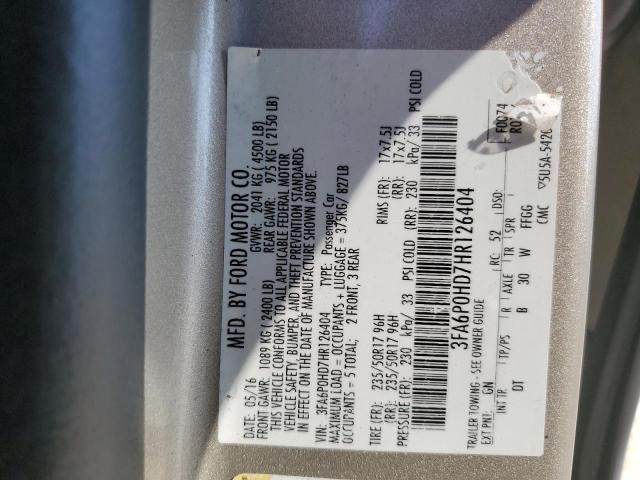 MFD. BY FORD MOTOR CO.
DATE: 05/16 GVWR: 2041 KG ( 4500 LB)
FRONT GAWR: 1089 KG ( 2400 LB) REAR GAWR: 975 KG ( 2150 LB)
THIS VEHICLE CONFORMS TO ALL APPLICABLE FEDERAL MOTOR
VEHICLE SAFETY, BUMPER, AND THEFT PREVENTION STANDARDS
IN EFFECT ON THE DATE OF MANUFACTURE SHOWN ABOVE.
VIN: 3FA6P0HD7HR126404 TYPE: Passenger Car
MAXIMUM LOAD = OCCUPANTS + LUGGAGE = 375KG/ 827LB
OCCUPANTS = 5 TOTAL; 2 FRONT, 3 REAR
TIRE (FR): 235/50R17 96H RIMS (FR): 17x7.5J
(RR): 235/50R17 96H (RR): 17x7.5J
PRESSURE (FR): 230 kPa/ 33 PSI COLD (RR): 230 kPa/ 33 PSI COLD
3FA6P0HD7HR126404
TRAILER TOWING - SEE OWNER GUIDE F0074
EXT PNT: GN RC: 52 DSO:
INT TR TP/PS R AXLE TR SPR
DT B 30 W FFGG
CMC